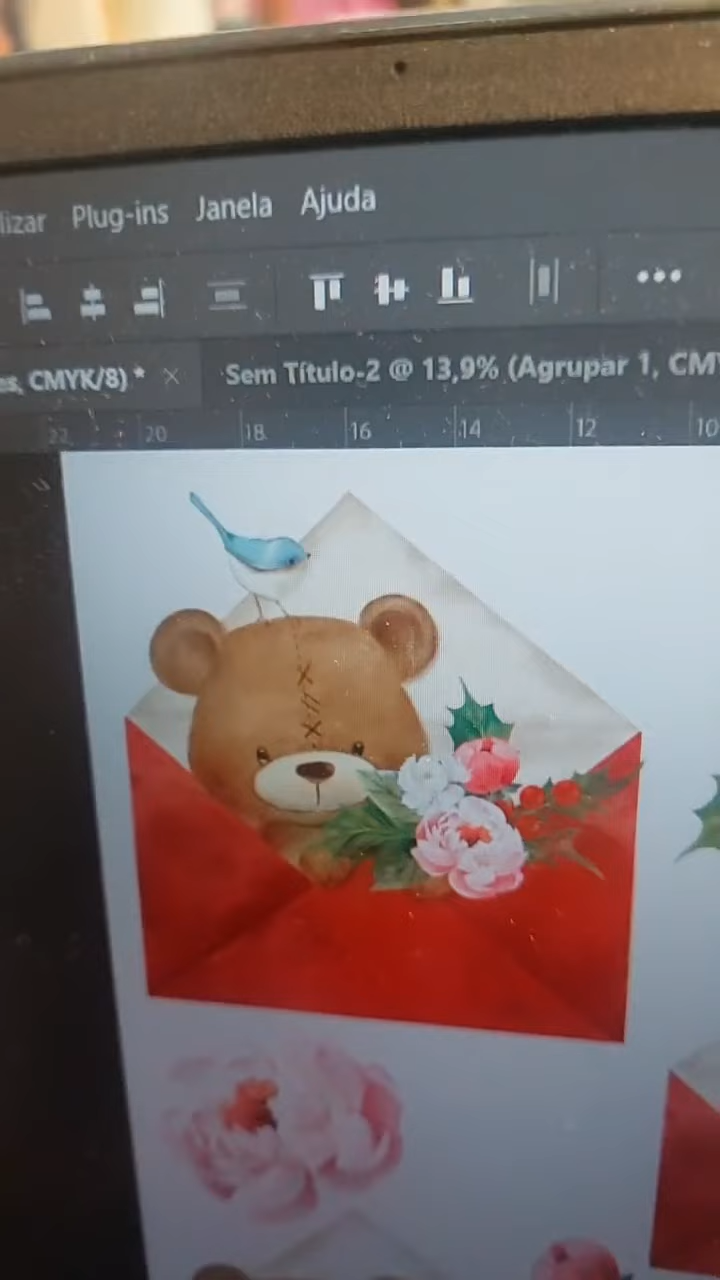 lizar Plug-ins Janela Ajuda
es, CMYK/8) * × Sem Título-2 @ 13,9% (Agrupar 1, CM
22 20 18 16 14 12 10